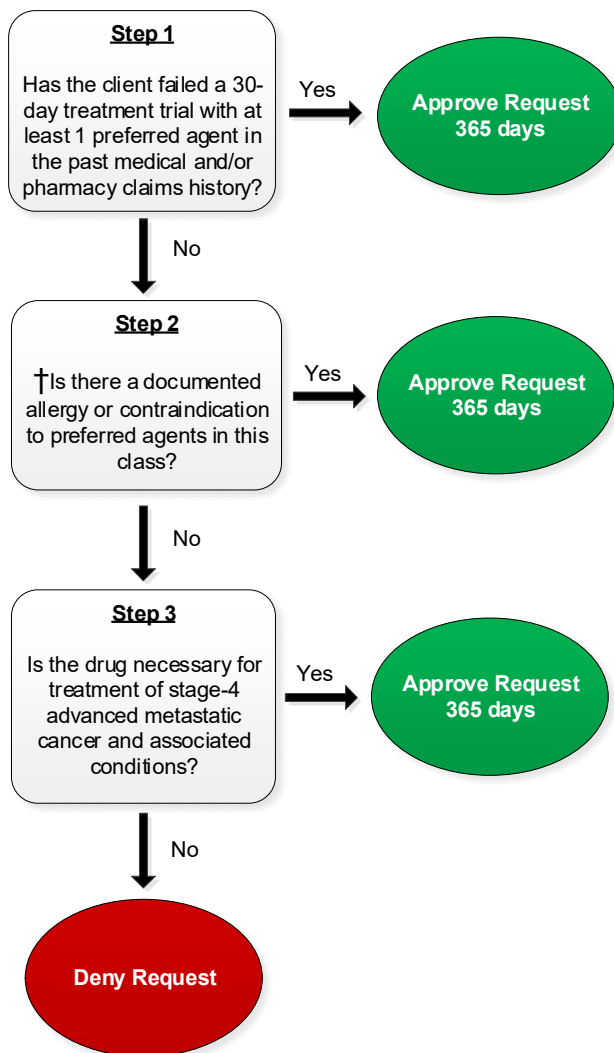 Step 1
Has the client failed a 30-
day treatment trial with at
least 1 preferred agent in
the past medical and/or
pharmacy claims history?
Yes
Approve Request
365 days
No
Step 2
†Is there a documented
allergy or contraindication
to preferred agents in this
class?
Yes
Approve Request
365 days
No
Step 3
Is the drug necessary for
treatment of stage-4
advanced metastatic
cancer and associated
conditions?
Yes
Approve Request
365 days
No
Deny Request